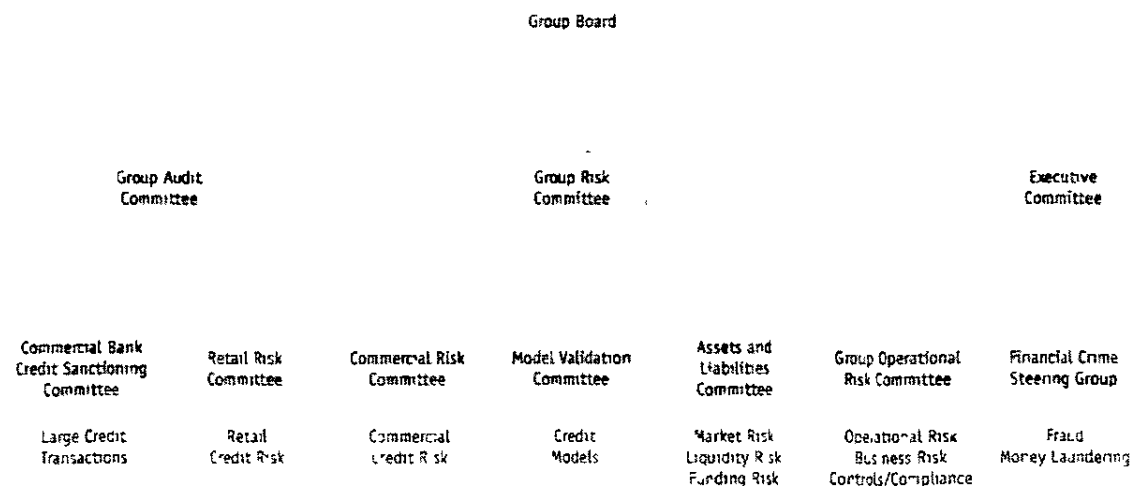 Group Board
Group Audit
Committee
Group Risk
Committee
Executive
Committee
Commercial Bank
Credit Sanctioning
Committee
Retail Risk
Committee
Commercial Risk
Committee
Model Validation
Committee
Assets and
Liabilities
Committee
Group Operational
Risk Committee
Financial Crime
Steering Group
Large Credit
Transactions
Retail
Credit Risk
Commercial
Credit Risk
Credit
Models
Market Risk
Liquidity Risk
Funding Risk
Operational Risk
Business Risk
Controls/Compliance
Fraud
Money Laundering